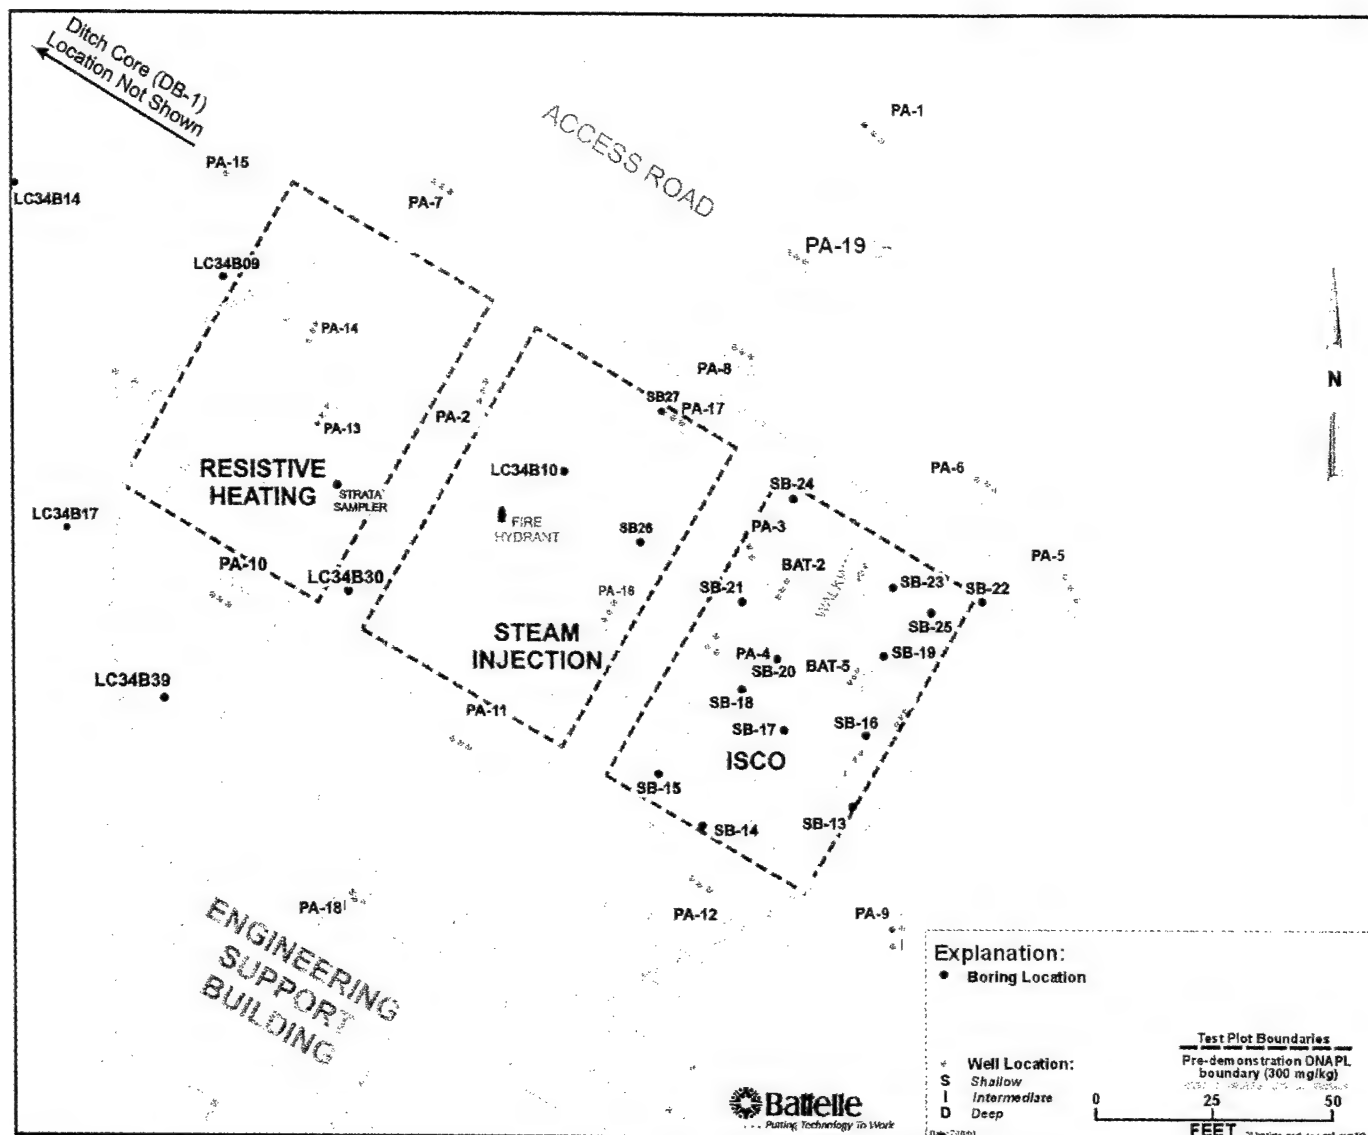 Ditch Core (DB-1)
Location Not Shown
PA-15
LC34B14
PA-7
ACCESS ROAD
PA-1
PA-19
LC34B09
PA-14
PA-8
N
PA-2
SB27
PA-17
PA-13
RESISTIVE
HEATING
STRATA
SAMPLER
LC34B10
FIRE
HYDRANT
PA-6
SB-24
LC34B17
SB26
PA-3
PA-5
PA-10
LC34B30
BAT-2
SB-21
SB-23
SB-22
SB-25
PA-16
STEAM
INJECTION
PA-4
SB-20
BAT-5
SB-19
LC34B39
SB-18
PA-11
SB-17
SB-16
ISCO
SB-15
SB-14
SB-13
PA-18
PA-12
PA-9
ENGINEERING
SUPPORT
BUILDING
Explanation:
Boring Location
Well Location:
S Shallow
I Intermediate
D Deep
Test Plot Boundaries
Pre-demonstration DNAPL
boundary (300 mg/kg)
0 25 50
FEET
Battelle
... Putting Technology To Work